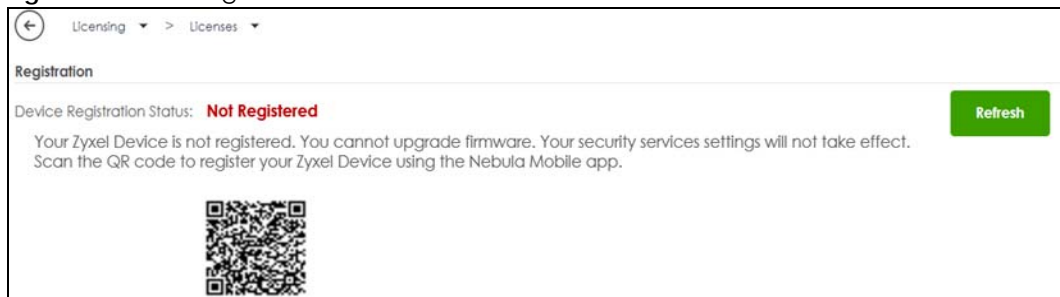 Licensing > Licenses
Registration
Device Registration Status: Not Registered
Refresh
Your Zyxel Device is not registered. You cannot upgrade firmware. Your security services settings will not take effect.
Scan the QR code to register your Zyxel Device using the Nebula Mobile app.